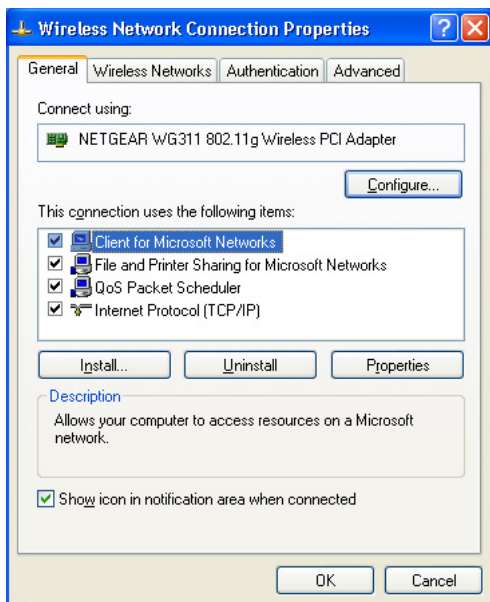 Wireless Network Connection Properties
General Wireless Networks Authentication Advanced
Connect using:
NETGEAR WG311 802.11g Wireless PCI Adapter
Configure...
This connection uses the following items:
Client for Microsoft Networks
File and Printer Sharing for Microsoft Networks
QoS Packet Scheduler
Internet Protocol (TCP/IP)
Install... Uninstall Properties
Description
Allows your computer to access resources on a Microsoft
network.
Show icon in notification area when connected
OK Cancel